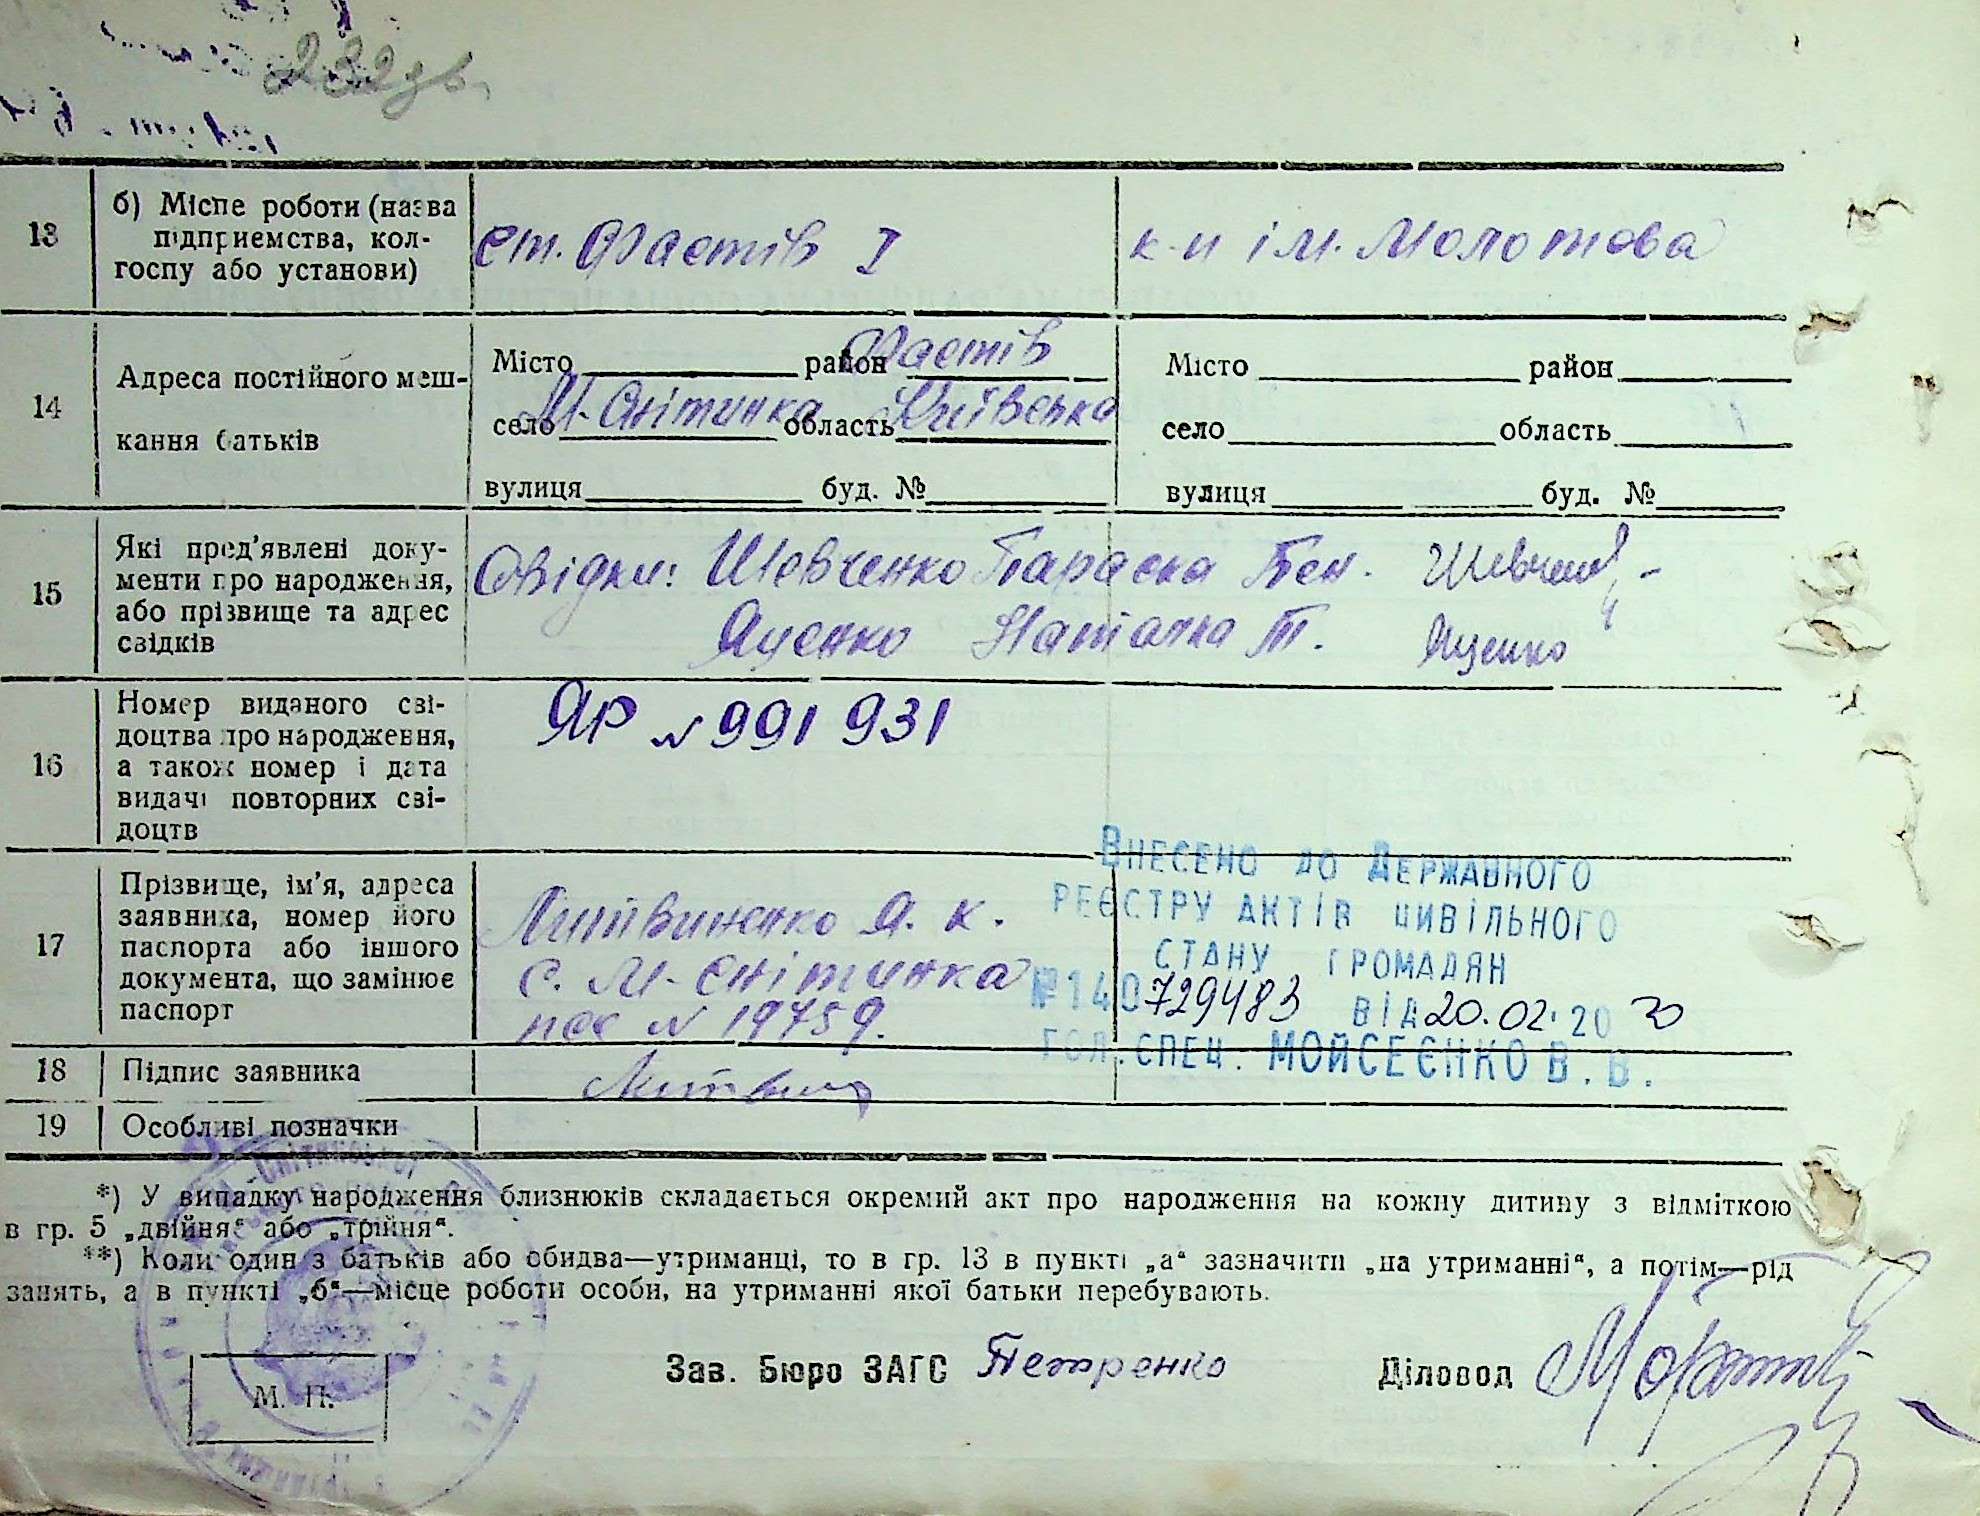 232
13
б) Місце роботи (назва
підприємства, кол-
госпу або установи)
ст. Фастів I
к-п ім. Молотова
14
Адреса постійного меш-
кання батьків
Місто район Фастів
село М-Снітинка область Київська
вулиця буд. №
Місто район
село область
вулиця буд. №
15
Які пред'явлені доку-
менти про народження,
або прізвище та адрес
свідків
Свідки: Шевченко Параска Бен. Шевченко
Яценко Наталка Т. Яценко
16
Номер виданого сві-
доцтва про народження,
а також номер і дата
видачі повторних сві-
доцтв
ЯР № 991931
17
Прізвище, ім'я, адреса
заявника, номер його
паспорта або іншого
документа, що замінює
паспорт
Литвиненко Я. К.
с. М-Снітинка
пас № 19759.
Внесено до Державного
реєстру актів цивільного
стану громадян
№140729483 від 20.02.2020
гол. спец. МОЙСЕЄНКО В. В.
18
Підпис заявника
19
Особливі позначки
*) У випадку народження близнюків складається окремий акт про народження на кожну дитину з відміткою
в гр. 5 „двійня“ або „трійня“.
**) Коли один з батьків або обидва—утриманці, то в гр. 13 в пункті „а“ зазначити „на утриманні“, а потім—рід
занять, а в пункті „б“—місце роботи особи, на утриманні якої батьки перебувають.
Зав. Бюро ЗАГС Петренко
Діловод
М. П.